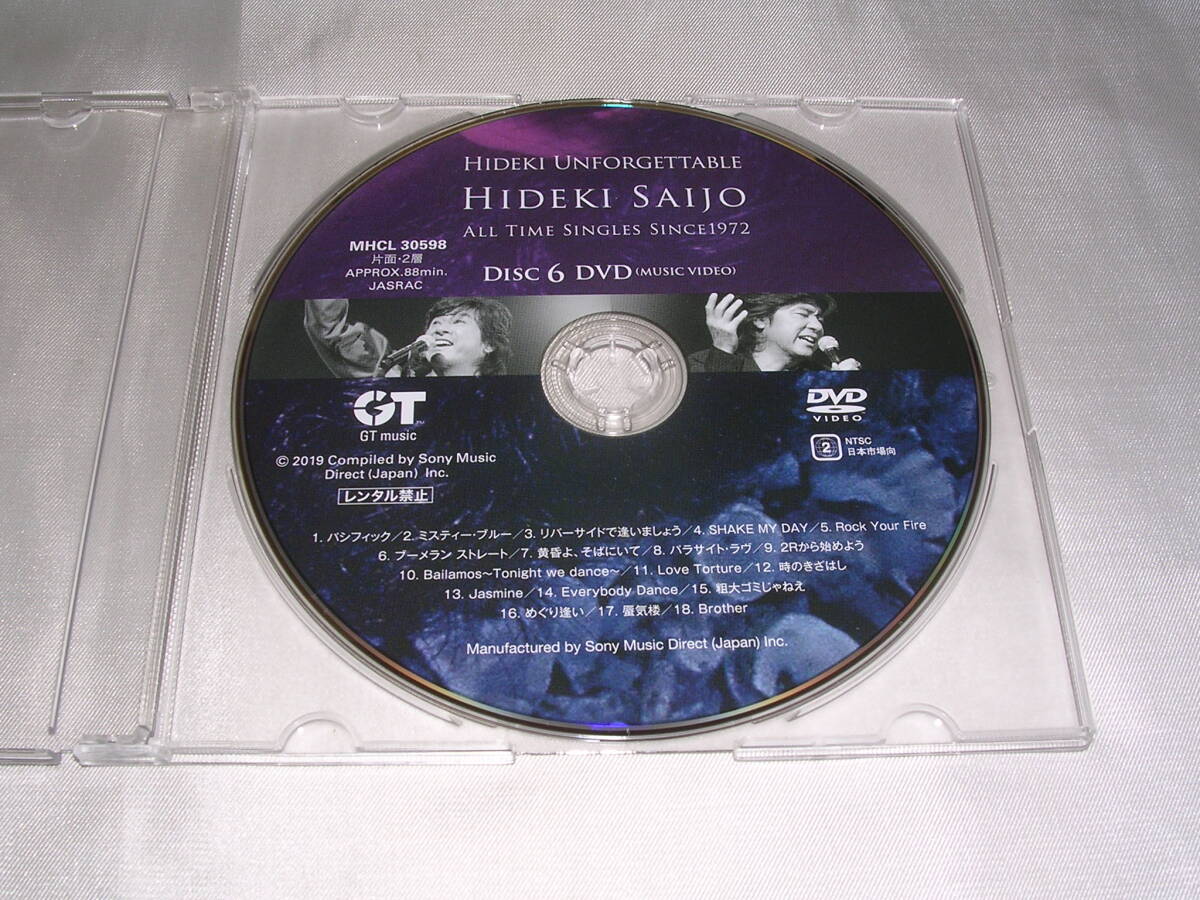 HIDEKI UNFORGETTABLE
HIDEKI SAIJO
ALL TIME SINGLES SINCE1972
MHCL 30598
片面・2層
APPROX.88min.
JASRAC
DISC 6 DVD (MUSIC VIDEO)
GT
GT music
DVD
VIDEO
2
NTSC
日本市場向
© 2019 Compiled by Sony Music
Direct (Japan) Inc.
レンタル禁止
1. パシフィック/2. ミスティー・ブルー/3. リバーサイドで逢いましょう/4. SHAKE MY DAY/5. Rock Your Fire
6. ブーメラン ストレート/7. 黄昏よ、そばにいて/8. パラサイト・ラヴ/9. 2Rから始めよう
10. Bailamos～Tonight we dance～/11. Love Torture/12. 時のきざはし
13. Jasmine/14. Everybody Dance/15. 粗大ゴミじゃねえ
16. めぐり逢い/17. 蜃気楼/18. Brother
Manufactured by Sony Music Direct (Japan) Inc.